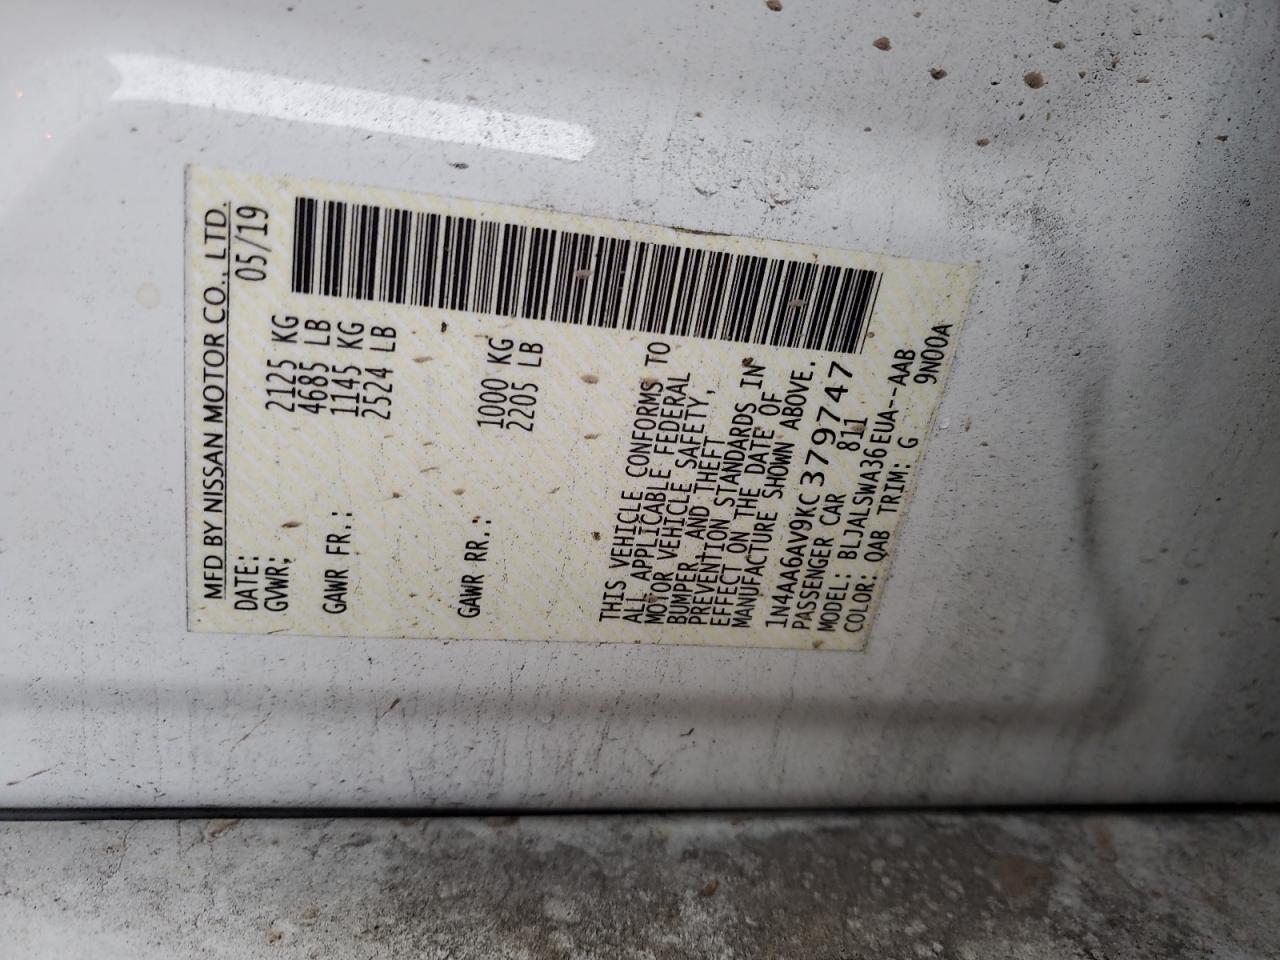 MFD BY NISSAN MOTOR CO., LTD.
DATE: 05/19
GVWR: 2125 KG
4685 LB
GAWR FR.: 1145 KG
2524 LB
GAWR RR.: 1000 KG
2205 LB
THIS VEHICLE CONFORMS TO
ALL APPLICABLE FEDERAL
MOTOR VEHICLE SAFETY,
BUMPER, AND THEFT
PREVENTION STANDARDS IN
EFFECT ON THE DATE OF
MANUFACTURE SHOWN ABOVE.
1N4AA6AV9KC379747
PASSENGER CAR 811
MODEL: BLJALSWA36EUA--AAB
COLOR: QAB TRIM: G 9N00A